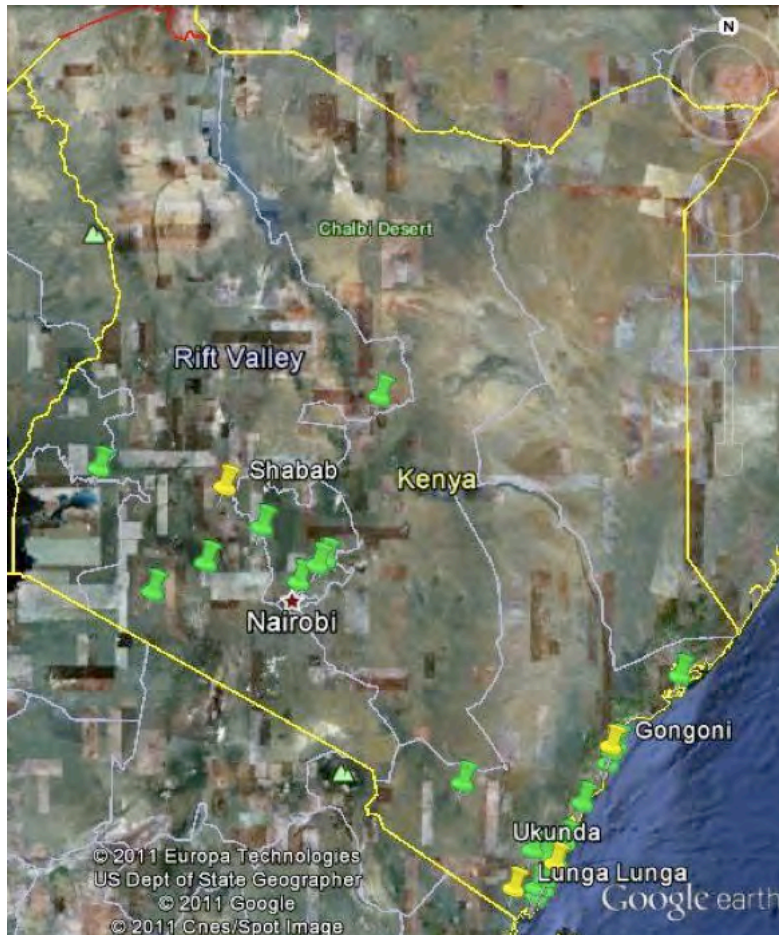 N
Chalbi Desert
Rift Valley
Shabab
Kenya
Nairobi
Gongoni
Ukunda
Lunga Lunga
© 2011 Europa Technologies
US Dept of State Geographer
© 2011 Google
© 2011 Cnes/Spot Image
Google earth